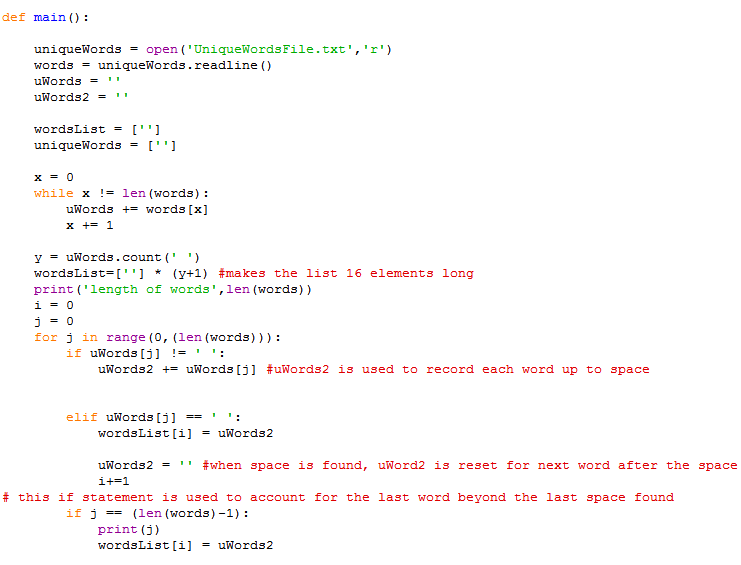 def main():
    uniqueWords = open('UniqueWordsFile.txt','r')
    words = uniqueWords.readline()
    uWords = ''
    uWords2 = ''
    wordsList = ['']
    uniqueWords = ['']
    x = 0
    while x != len(words):
        uWords += words[x]
        x += 1
    y = uWords.count(' ')
    wordsList=[''] * (y+1) #makes the list 16 elements long
    print('length of words',len(words))
    i = 0
    j = 0
    for j in range(0,(len(words))):
        if uWords[j] != ' ':
            uWords2 += uWords[j] #uWords2 is used to record each word up to space
        elif uWords[j] == ' ':
            wordsList[i] = uWords2
            uWords2 = '' #when space is found, uWord2 is reset for next word after the space
            i+=1
# this if statement is used to account for the last word beyond the last space found
        if j == (len(words)-1):
            print(j)
            wordsList[i] = uWords2